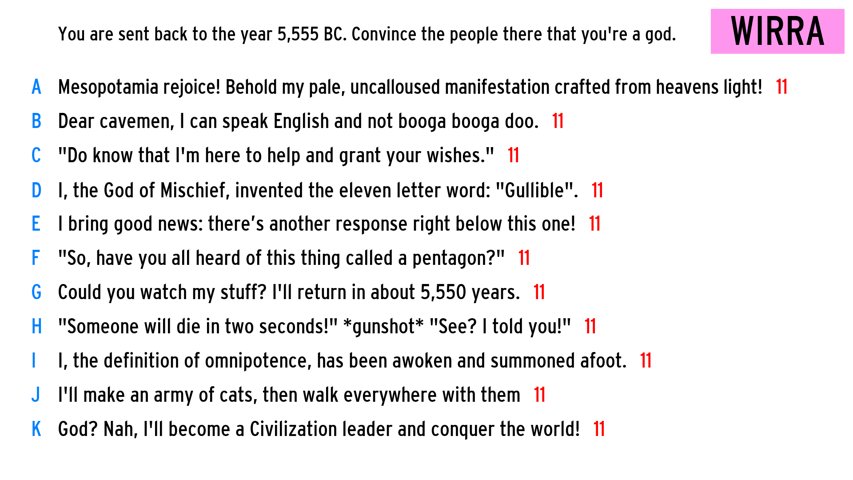 You are sent back to the year 5,555 BC. Convince the people there that you're a god.
WIRRA
A Mesopotamia rejoice! Behold my pale, uncalloused manifestation crafted from heavens light! 11
B Dear cavemen, I can speak English and not booga booga doo. 11
C "Do know that I'm here to help and grant your wishes." 11
D I, the God of Mischief, invented the eleven letter word: "Gullible". 11
E I bring good news: there’s another response right below this one! 11
F "So, have you all heard of this thing called a pentagon?" 11
G Could you watch my stuff? I'll return in about 5,550 years. 11
H "Someone will die in two seconds!" *gunshot* "See? I told you!" 11
I I, the definition of omnipotence, has been awoken and summoned afoot. 11
J I'll make an army of cats, then walk everywhere with them 11
K God? Nah, I'll become a Civilization leader and conquer the world! 11